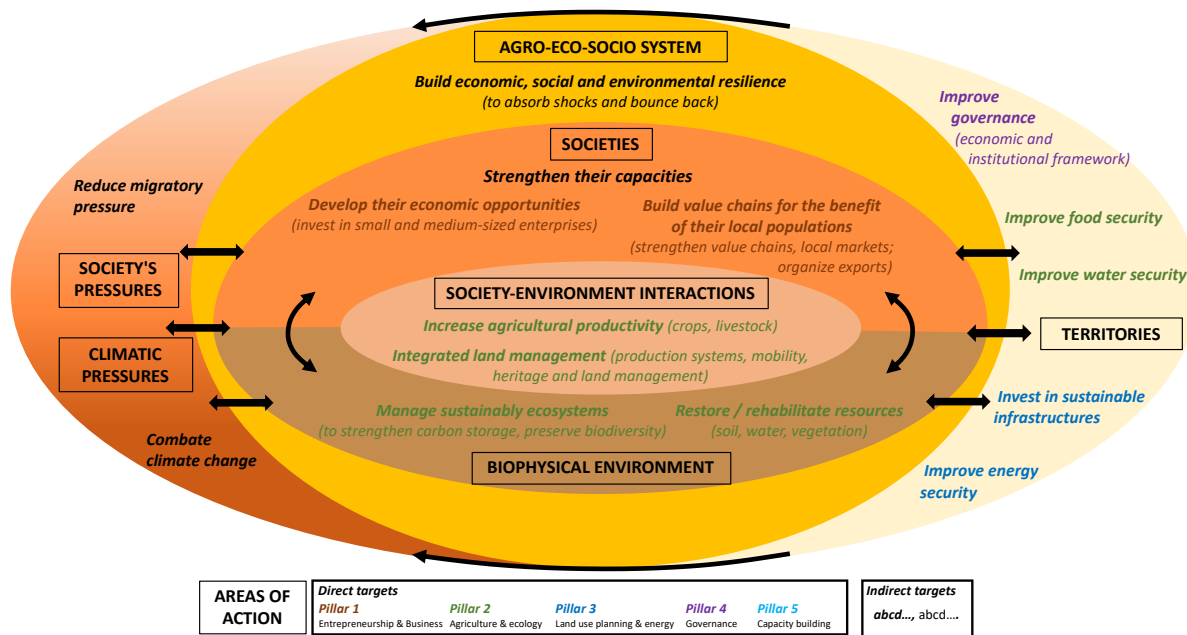 AGRO-ECO-SOCIO SYSTEM
Build economic, social and environmental resilience
(to absorb shocks and bounce back)
SOCIETIES
Strengthen their capacities
Develop their economic opportunities
(invest in small and medium-sized enterprises)
Build value chains for the benefit
of their local populations
(strengthen value chains, local markets;
organize exports)
SOCIETY-ENVIRONMENT INTERACTIONS
Increase agricultural productivity (crops, livestock)
Integrated land management (production systems, mobility,
heritage and land management)
Manage sustainably ecosystems
(to strengthen carbon storage, preserve biodiversity)
Restore / rehabilitate resources
(soil, water, vegetation)
BIOPHYSICAL ENVIRONMENT
Reduce migratory
pressure
SOCIETY'S
PRESSURES
CLIMATIC
PRESSURES
Combate
climate change
Improve
governance
(economic and
institutional framework)
Improve food security
Improve water security
TERRITORIES
Invest in sustainable
infrastructures
Improve energy
security
AREAS OF
ACTION
Direct targets
Pillar 1
Entrepreneurship & Business
Pillar 2
Agriculture & ecology
Pillar 3
Land use planning & energy
Pillar 4
Governance
Pillar 5
Capacity building
Indirect targets
abcd…, abcd….